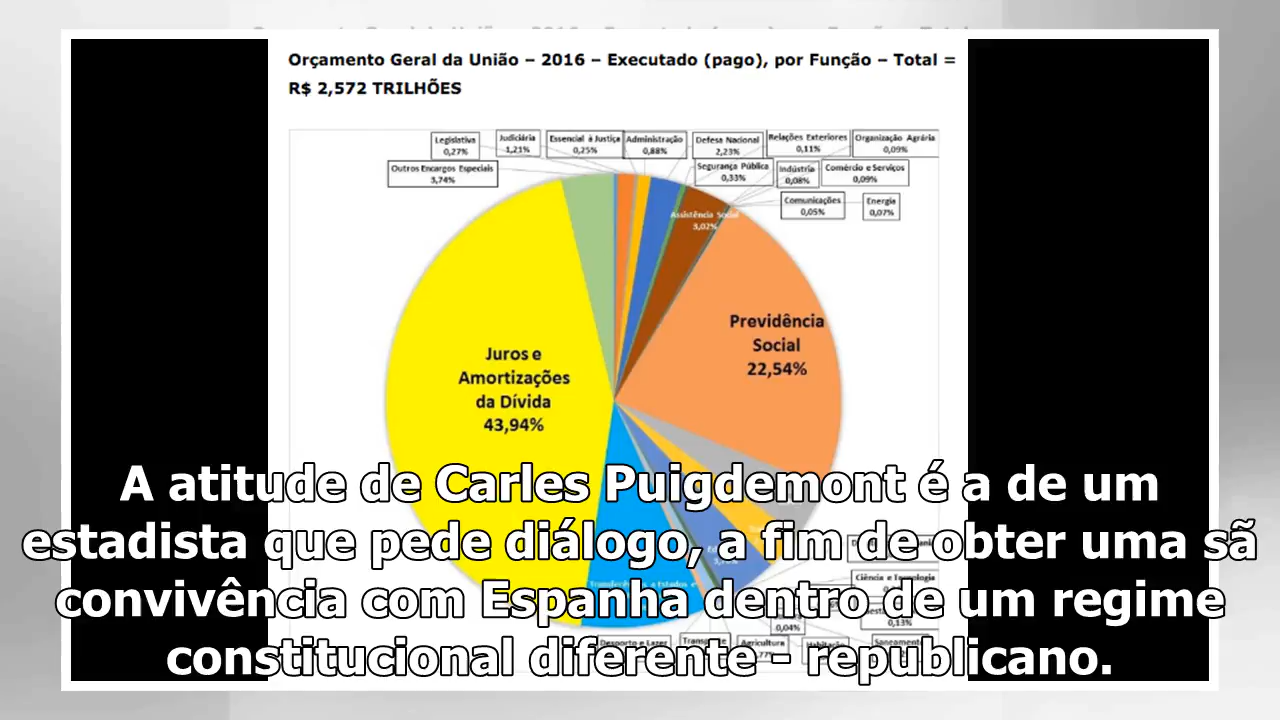 Orçamento Geral da União – 2016 – Executado (pago), por Função – Total =
R$ 2,572 TRILHÕES
Legislativa
0,27%
Judiciária
1,21%
Essencial à Justiça
0,25%
Administração
0,88%
Defesa Nacional
2,23%
Relações Exteriores
0,11%
Organização Agrária
0,09%
Outros Encargos Especiais
3,74%
Segurança Pública
0,33%
Indústria
0,08%
Comércio e Serviços
0,09%
Comunicações
0,05%
Energia
0,07%
Assistência Social
3,02%
Previdência
Social
22,54%
Juros e
Amortizações
da Dívida
43,94%
A atitude de Carles Puigdemont é a de um
estadista que pede diálogo, a fim de obter uma sã
convivência com Espanha dentro de um regime
constitucional diferente - republicano.
Ciência e Tecnologia
0,13%
0,04%
Desporto e Lazer
Agricultura
Habitação
Saneamento